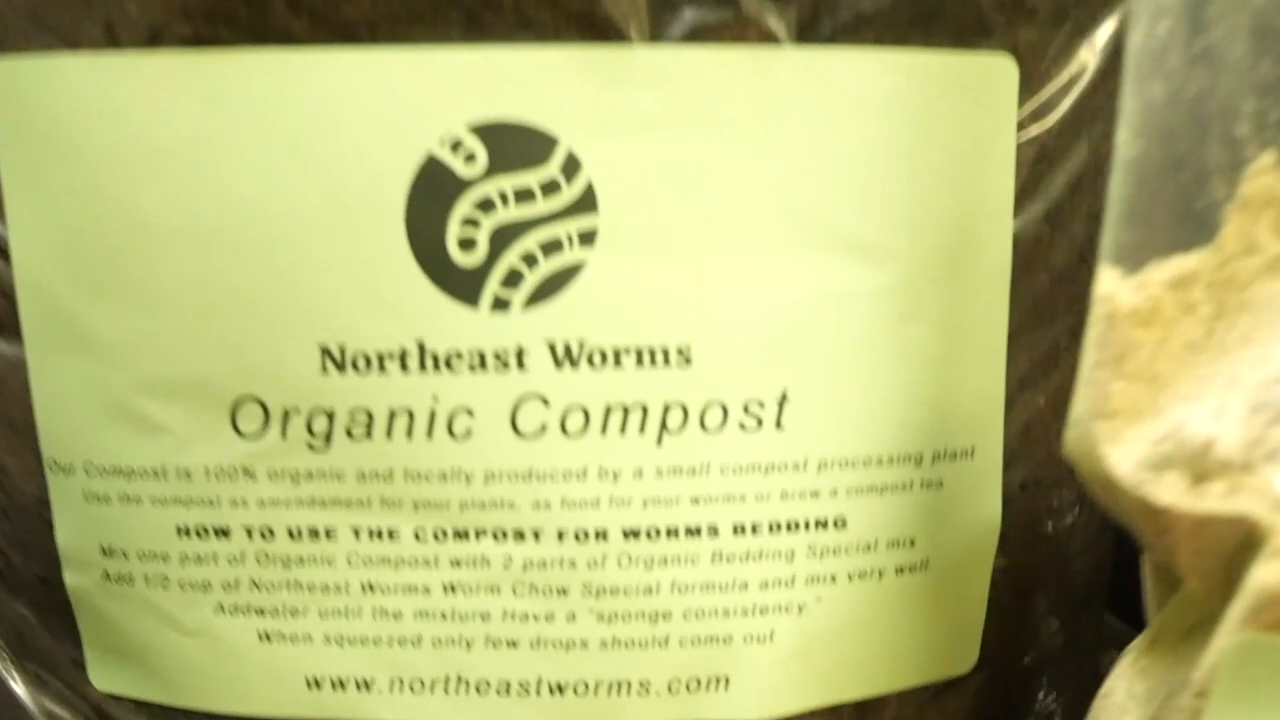 Northeast Worms
Organic Compost
Our Compost is 100% organic and locally produced by a small compost processing plant
Use the compost as amendament for your plants, as food for your worms or brew a compost tea
HOW TO USE THE COMPOST FOR WORMS BEDDING
Mix one part of Organic Compost with 2 parts of Organic Bedding Special mix
Add 1/2 cup of Northeast Worms Worm Chow Special formula and mix very well
Addwater until the mixture Have a "sponge consistency."
When squeezed only few drops should come out
www.northeastworms.com